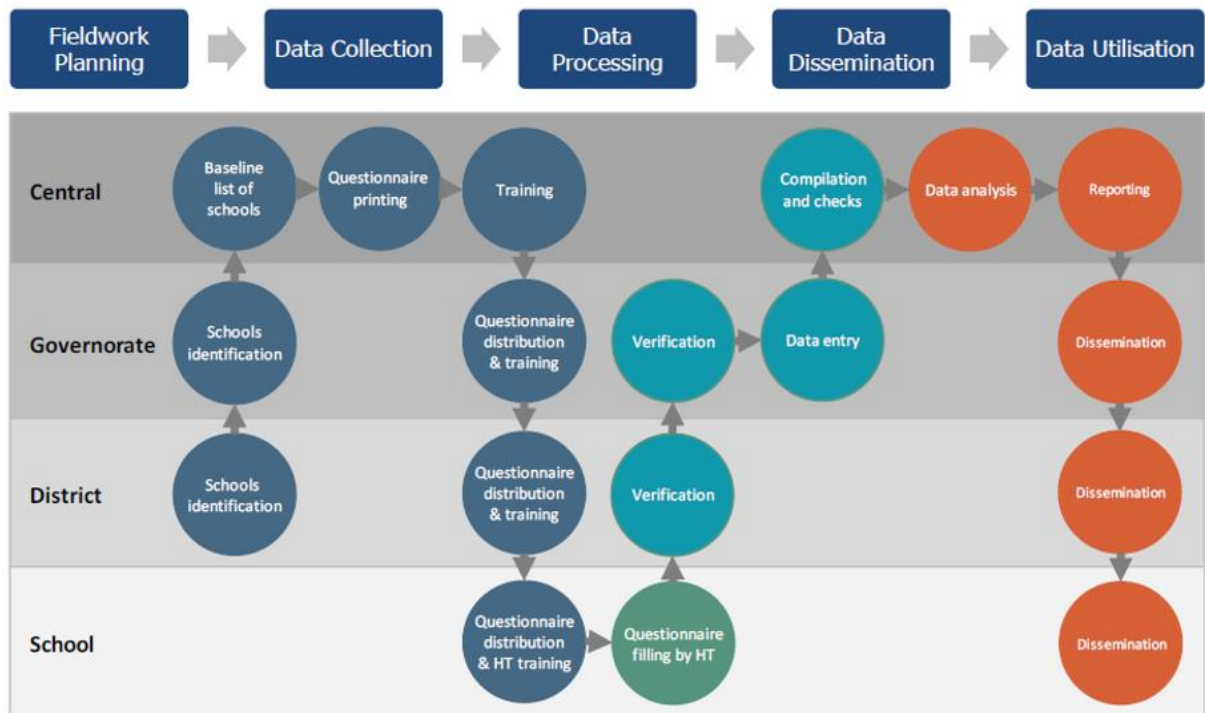 Fieldwork
Planning
Data Collection
Data
Processing
Data
Dissemination
Data Utilisation
Central
Baseline
list of
schools
Questionnaire
printing
Training
Compilation
and checks
Data analysis
Reporting
Governorate
Schools
identification
Questionnaire
distribution
& training
Verification
Data entry
Dissemination
District
Schools
identification
Questionnaire
distribution
& training
Verification
Dissemination
School
Questionnaire
distribution
& HT training
Questionnaire
filling by HT
Dissemination